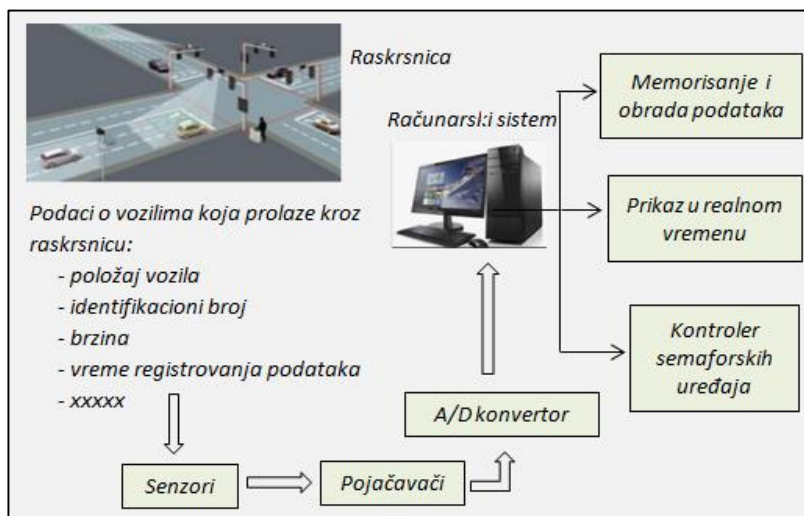 Raskrsnica
Računarski sistem
Memorisanje i
obrada podataka
Prikaz u realnom
vremenu
Kontroler
semaforskih
uređaja
Podaci o vozilima koja prolaze kroz
raskrsnicu:
- položaj vozila
- identifikacioni broj
- brzina
- vreme registrovanja podataka
- xxxxx
Senzori
Pojačavači
A/D konvertor